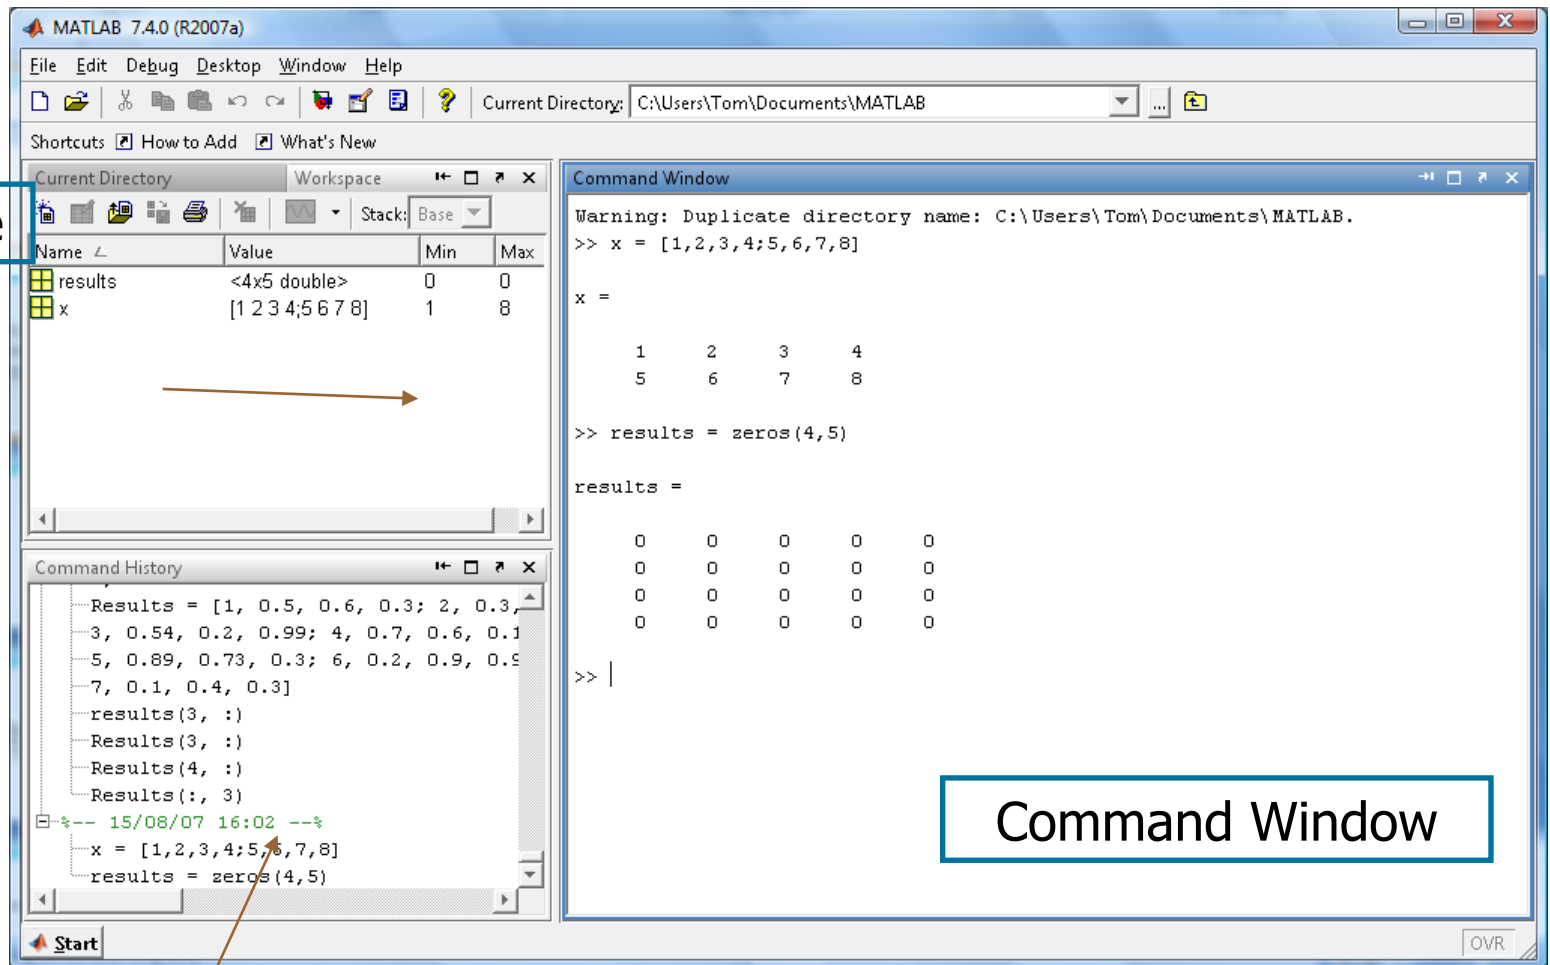 MATLAB 7.4.0 (R2007a)
File Edit Debug Desktop Window Help
Current Directory: C:\Users\Tom\Documents\MATLAB ...
Shortcuts How to Add What's New
Current Directory Workspace
Stack: Base
e
Name Value Min Max
results <4x5 double> 0 0
x [1 2 3 4;5 6 7 8] 1 8
Command History
Results = [1, 0.5, 0.6, 0.3; 2, 0.3,
3, 0.54, 0.2, 0.99; 4, 0.7, 0.6, 0.1
5, 0.89, 0.73, 0.3; 6, 0.2, 0.9, 0.9
7, 0.1, 0.4, 0.3]
results(3, :)
Results(3, :)
Results(4, :)
Results(:, 3)
%-- 15/08/07 16:02 --%
x = [1,2,3,4;5,6,7,8]
results = zeros(4,5)
Command Window
Warning: Duplicate directory name: C:\Users\Tom\Documents\MATLAB.
>> x = [1,2,3,4;5,6,7,8]
x =
1 2 3 4
5 6 7 8
>> results = zeros(4,5)
results =
0 0 0 0 0
0 0 0 0 0
0 0 0 0 0
0 0 0 0 0
>>
Command Window
Start
OVR